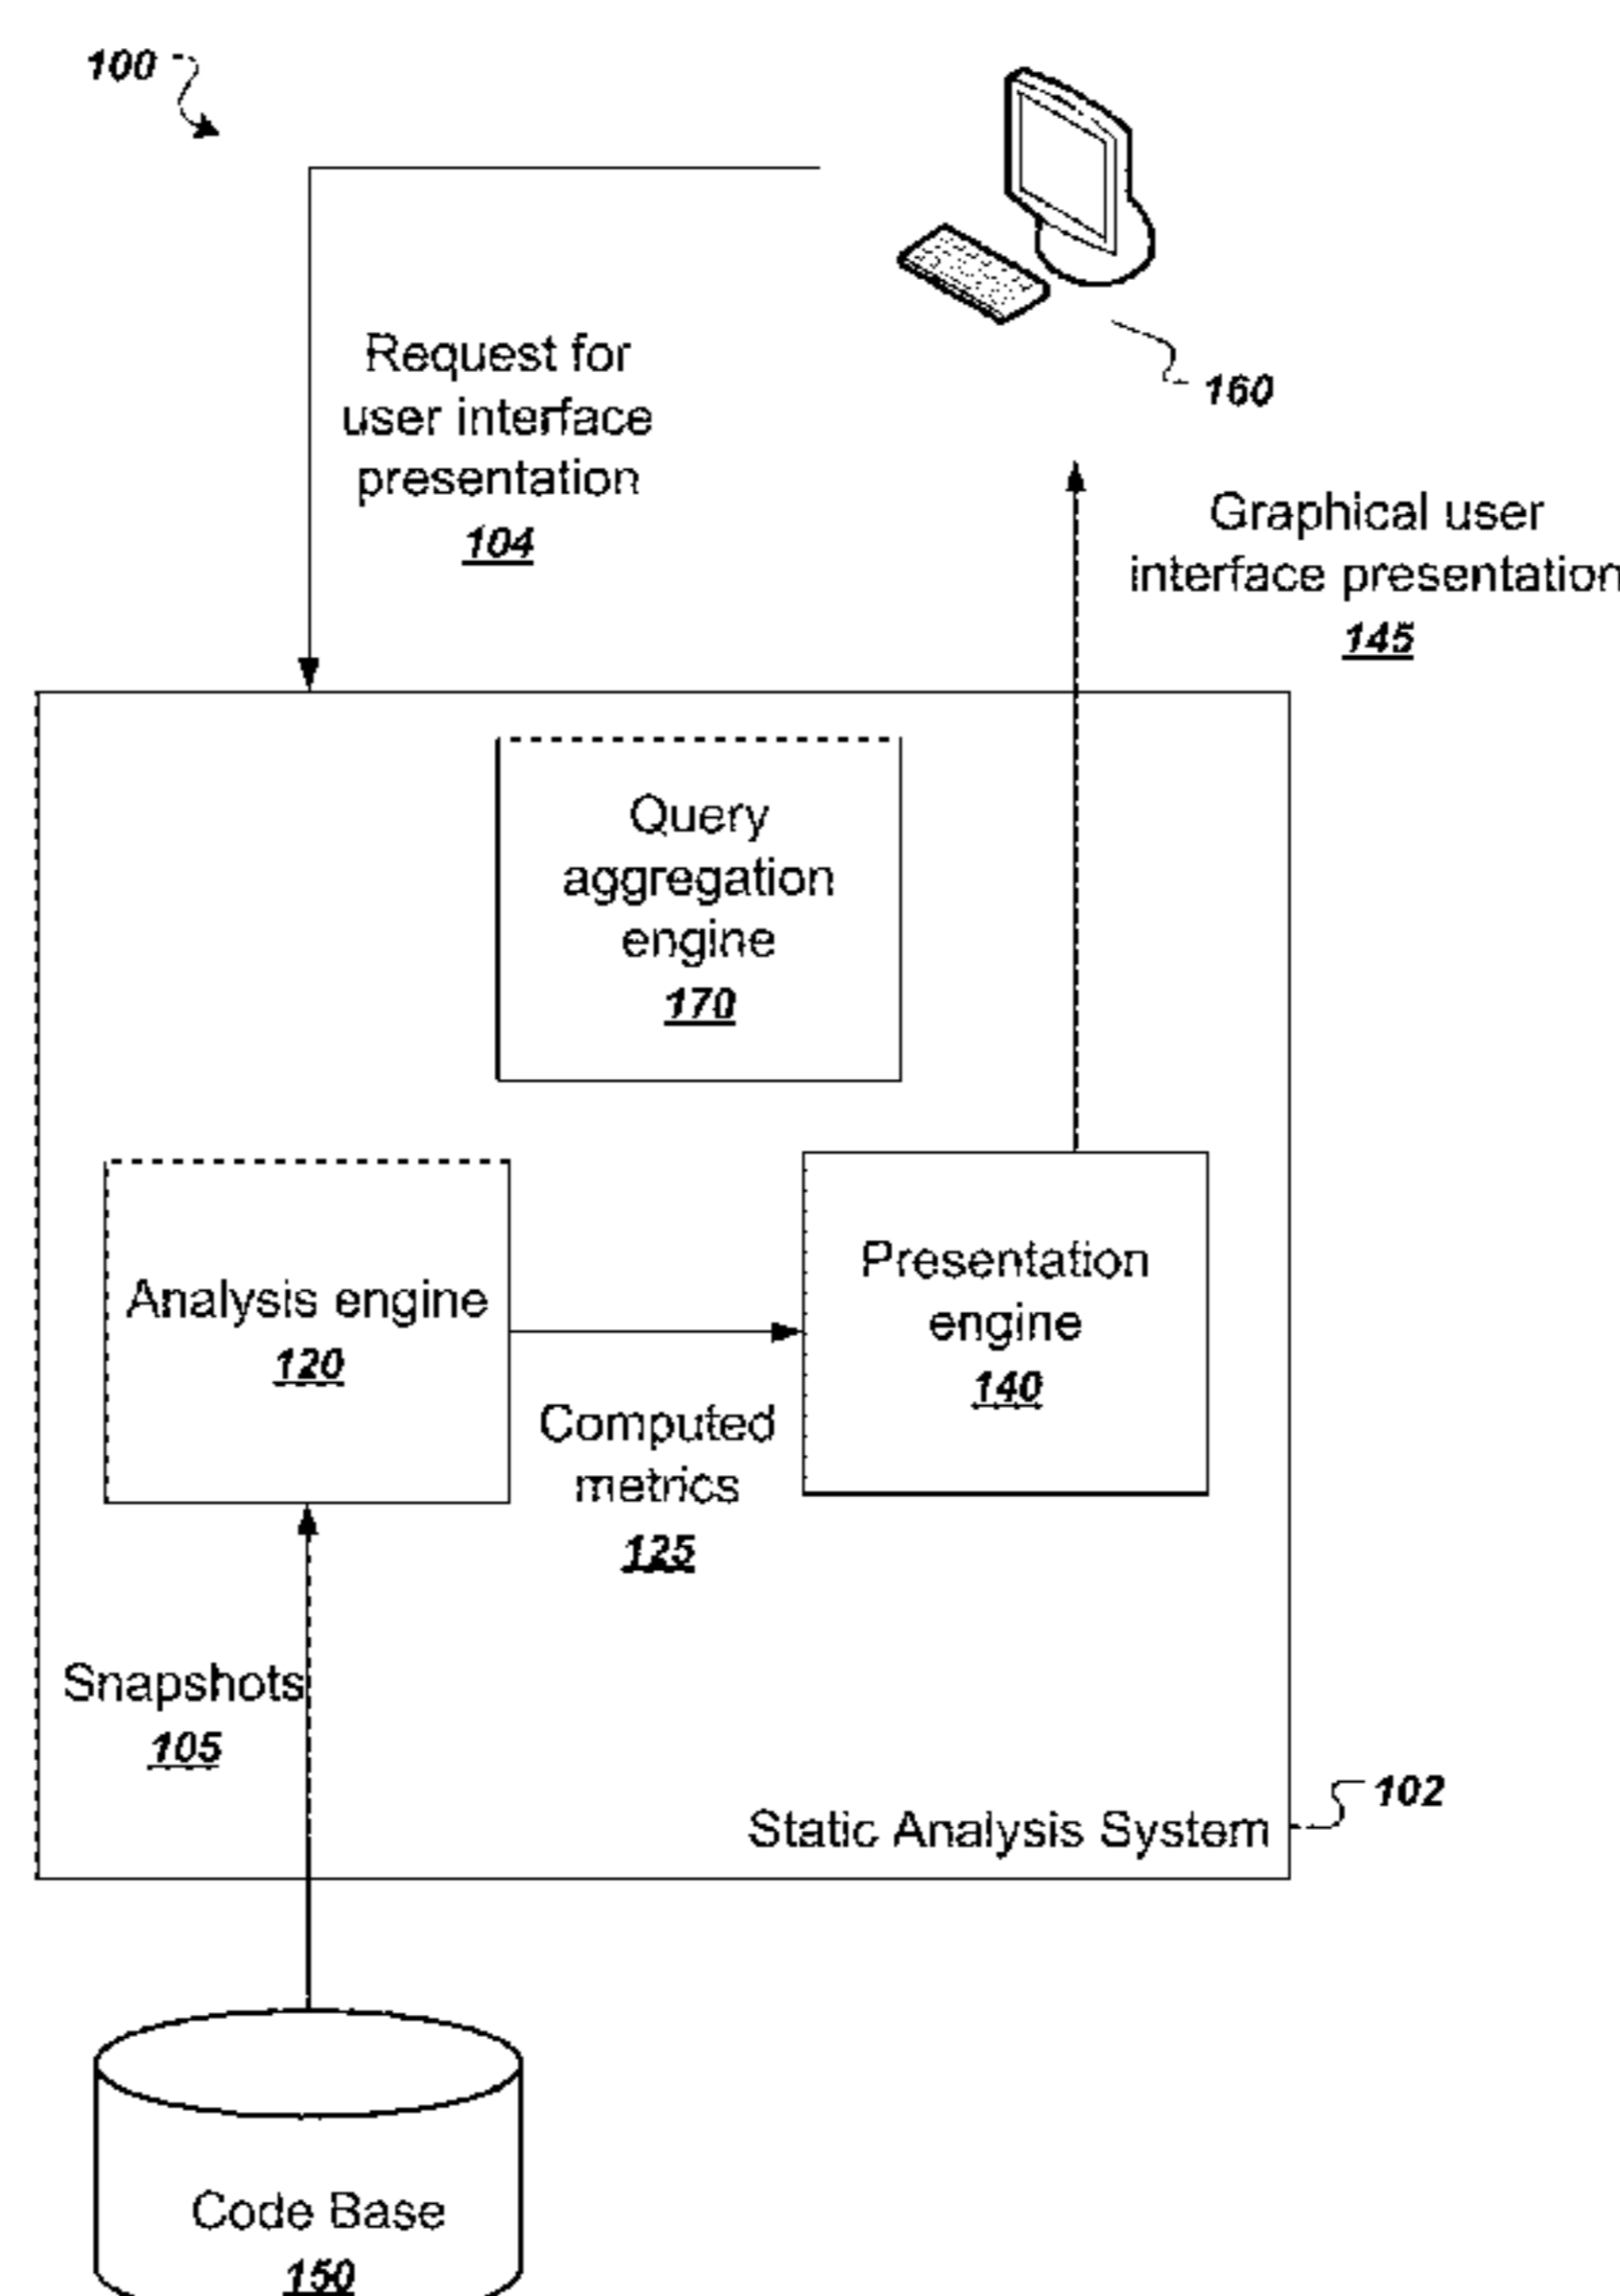 100
Request for
user interface
presentation
104
160
Graphical user
interface presentation
145
Query
aggregation
engine
170
Analysis engine
120
Computed
metrics
125
Presentation
engine
140
Snapshots
105
Static Analysis System
102
Code Base
150